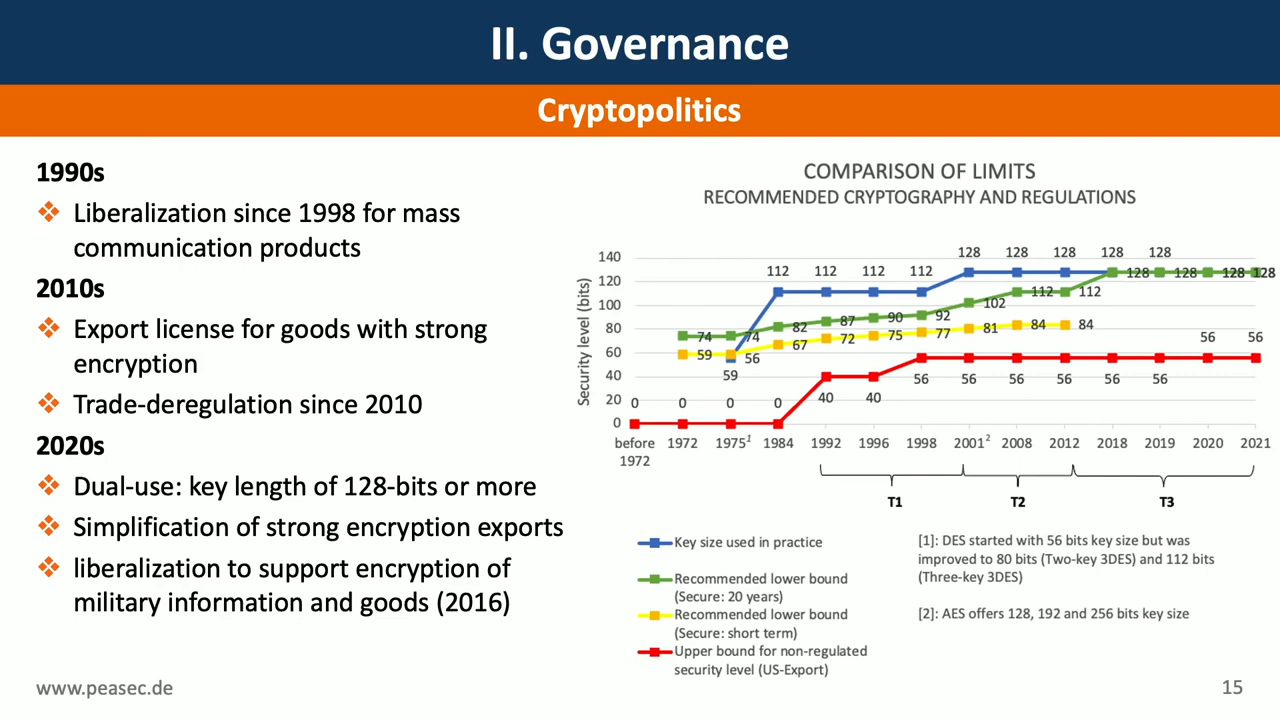 II. Governance
Cryptopolitics
1990s
❖ Liberalization since 1998 for mass
communication products
2010s
❖ Export license for goods with strong
encryption
❖ Trade-deregulation since 2010
2020s
❖ Dual-use: key length of 128-bits or more
❖ Simplification of strong encryption exports
❖ liberalization to support encryption of
military information and goods (2016)
COMPARISON OF LIMITS
RECOMMENDED CRYPTOGRAPHY AND REGULATIONS
Security level (bits)
140
120
100
80
60
40
20
0
112 112 112 112 128 128 128 128 128
74 74 82 87 90 92 102 112 112 128 128 128 128
59 56 67 72 75 77 81 84 84
59
0 0 0 0 40 40 56 56 56 56 56 56 56 56
before
1972
1972 1975¹ 1984 1992 1996 1998 2001² 2008 2012 2018 2019 2020 2021
T1 T2 T3
Key size used in practice
Recommended lower bound
(Secure: 20 years)
Recommended lower bound
(Secure: short term)
Upper bound for non-regulated
security level (US-Export)
[1]: DES started with 56 bits key size but was
improved to 80 bits (Two-key 3DES) and 112 bits
(Three-key 3DES)
[2]: AES offers 128, 192 and 256 bits key size
www.peasec.de
15